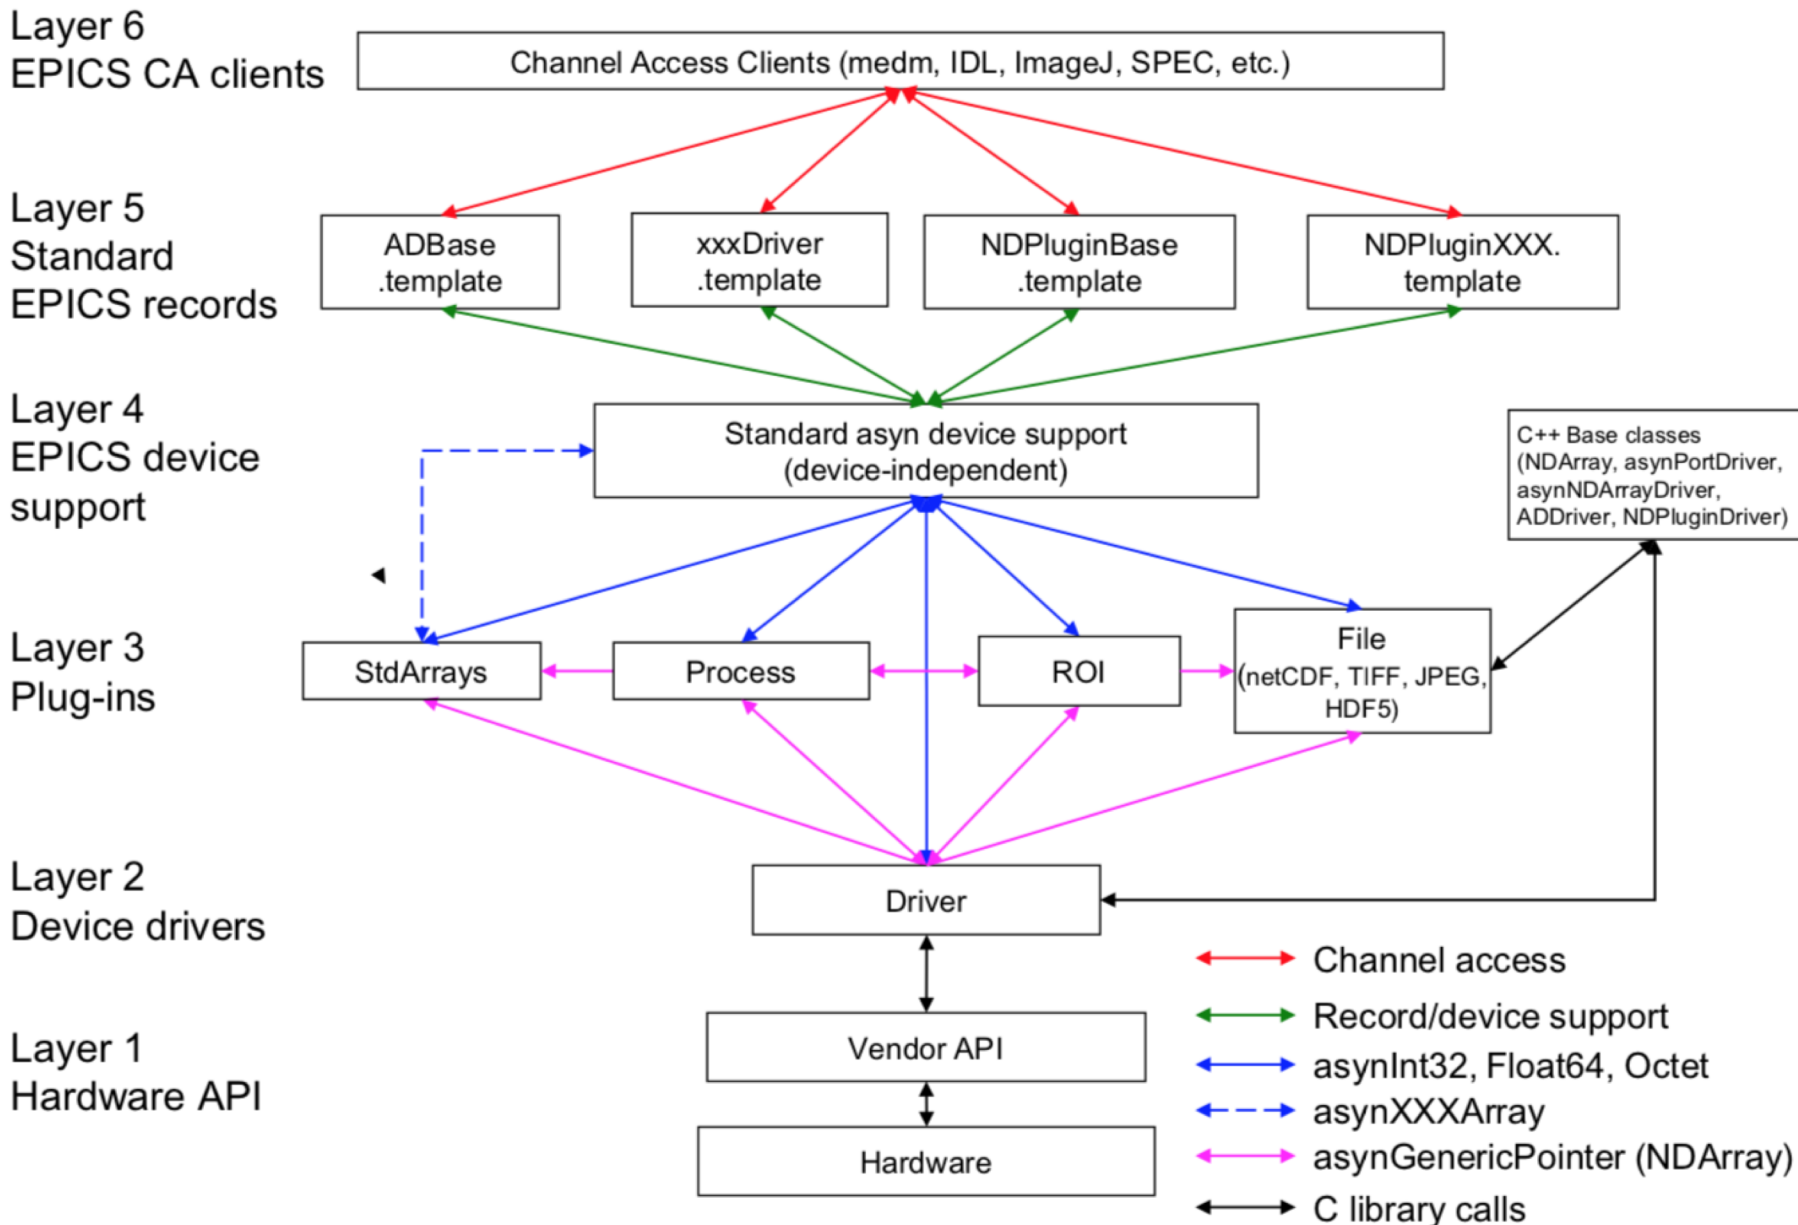 Layer 6
EPICS CA clients
Channel Access Clients (medm, IDL, ImageJ, SPEC, etc.)
Layer 5
Standard
EPICS records
ADBase
.template
xxxDriver
.template
NDPluginBase
.template
NDPluginXXX.
template
Layer 4
EPICS device
support
Standard asyn device support
(device-independent)
C++ Base classes
(NDArray, asynPortDriver,
asynNDArrayDriver,
ADDriver, NDPluginDriver)
Layer 3
Plug-ins
StdArrays
Process
ROI
File
(netCDF, TIFF, JPEG,
HDF5)
Layer 2
Device drivers
Driver
Layer 1
Hardware API
Vendor API
Hardware
Channel access
Record/device support
asynInt32, Float64, Octet
asynXXXArray
asynGenericPointer (NDArray)
C library calls